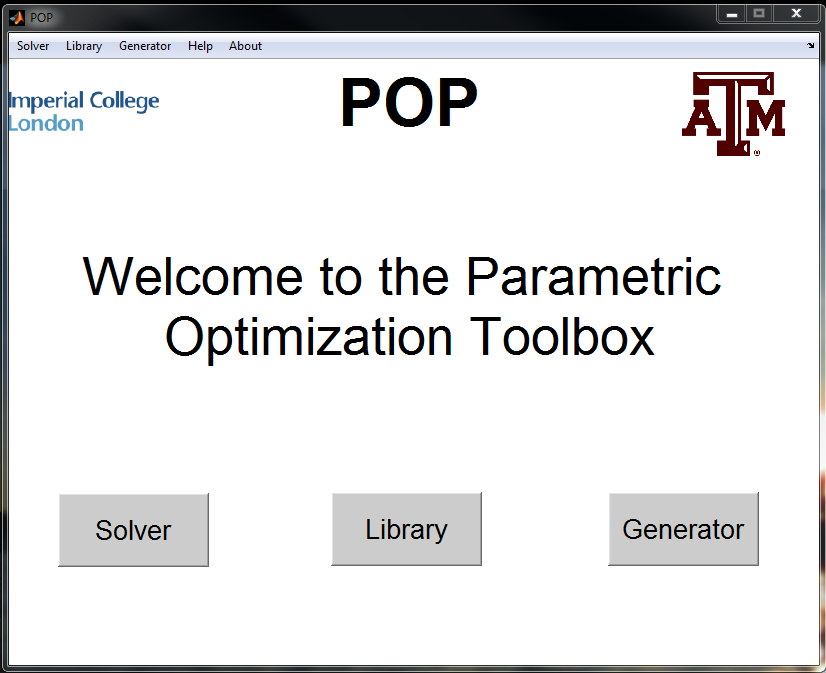 POP
Solver Library Generator Help About
Imperial College
London
POP
ATM
®
Welcome to the Parametric
Optimization Toolbox
Solver Library Generator